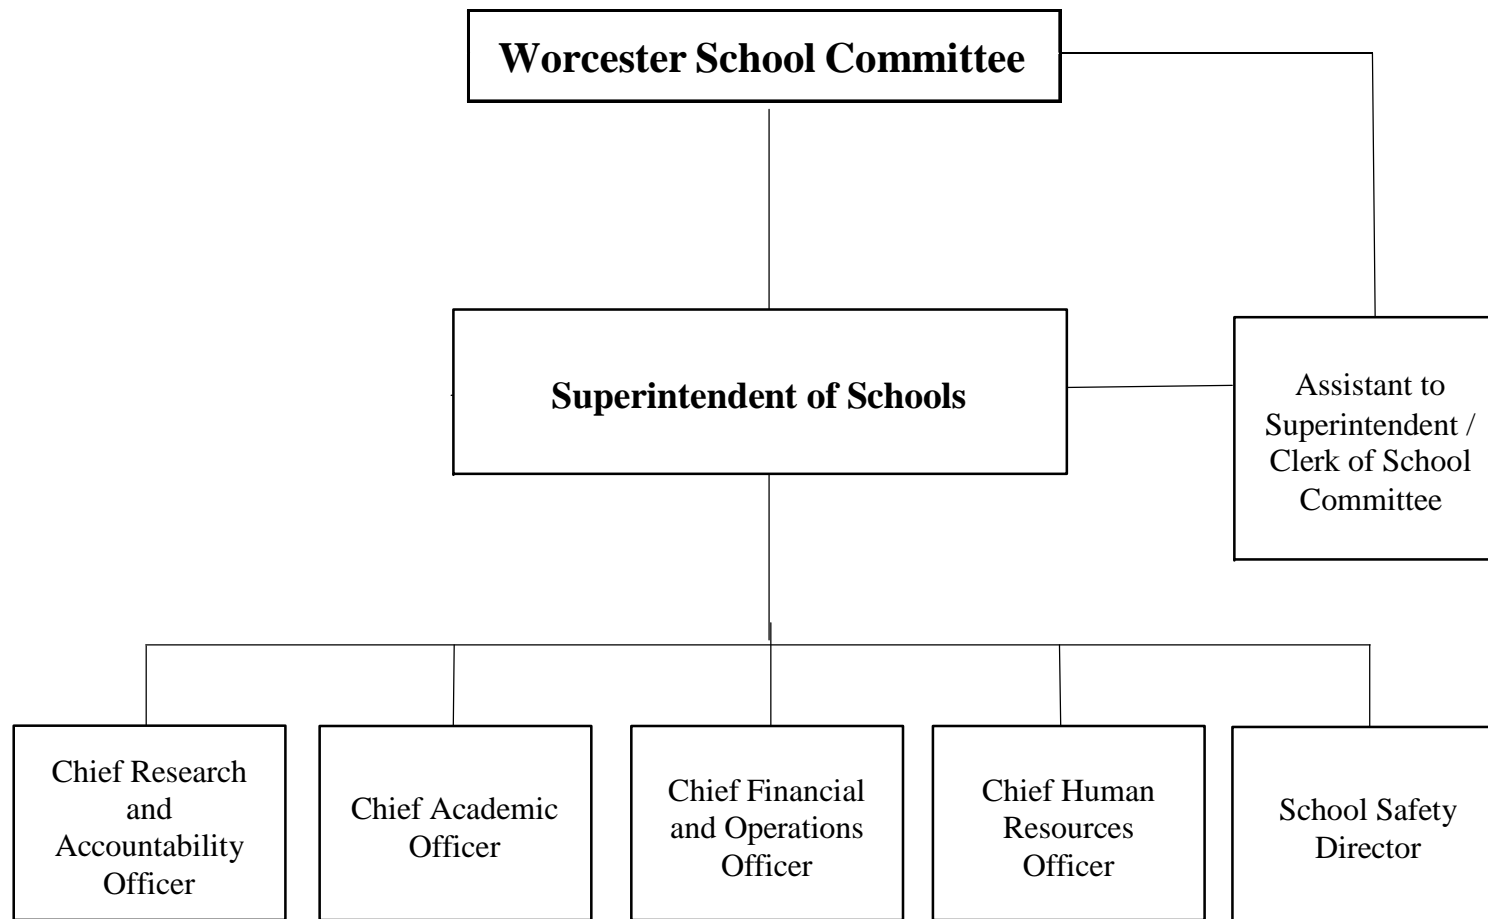 Worcester School Committee
Superintendent of Schools
Assistant to
Superintendent /
Clerk of School
Committee
Chief Research
and
Accountability
Officer
Chief Academic
Officer
Chief Financial
and Operations
Officer
Chief Human
Resources
Officer
School Safety
Director